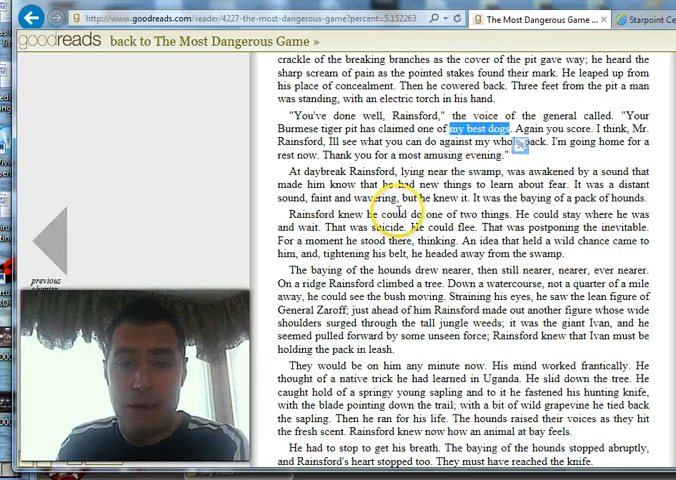 http://www.goodreads.com/reader/4227-the-most-dangerous-game?percent=5.152263
The Most Dangerous Game ...
Starpoint Ce
goodreads back to The Most Dangerous Game »
crackle of the breaking branches as the cover of the pit gave way; he heard the
sharp scream of pain as the pointed stakes found their mark. He leaped up from
his place of concealment. Then he cowered back. Three feet from the pit a man
was standing, with an electric torch in his hand.
"You've done well, Rainsford," the voice of the general called. "Your
Burmese tiger pit has claimed one of my best dogs. Again you score. I think, Mr.
Rainsford, Ill see what you can do against my whole pack. I'm going home for a
rest now. Thank you for a most amusing evening."
At daybreak Rainsford, lying near the swamp, was awakened by a sound that
made him know that he had new things to learn about fear. It was a distant
sound, faint and wavering, but he knew it. It was the baying of a pack of hounds.
Rainsford knew he could do one of two things. He could stay where he was
and wait. That was suicide. He could flee. That was postponing the inevitable.
For a moment he stood there, thinking. An idea that held a wild chance came to
him, and, tightening his belt, he headed away from the swamp.
The baying of the hounds drew nearer, then still nearer, nearer, ever nearer.
On a ridge Rainsford climbed a tree. Down a watercourse, not a quarter of a mile
away, he could see the bush moving. Straining his eyes, he saw the lean figure of
General Zaroff; just ahead of him Rainsford made out another figure whose wide
shoulders surged through the tall jungle weeds; it was the giant Ivan, and he
seemed pulled forward by some unseen force; Rainsford knew that Ivan must be
holding the pack in leash.
They would be on him any minute now. His mind worked frantically. He
thought of a native trick he had learned in Uganda. He slid down the tree. He
caught hold of a springy young sapling and to it he fastened his hunting knife,
with the blade pointing down the trail; with a bit of wild grapevine he tied back
the sapling. Then he ran for his life. The hounds raised their voices as they hit
the fresh scent. Rainsford knew now how an animal at bay feels.
He had to stop to get his breath. The baying of the hounds stopped abruptly,
and Rainsford's heart stopped too. They must have reached the knife.
previous
chapter